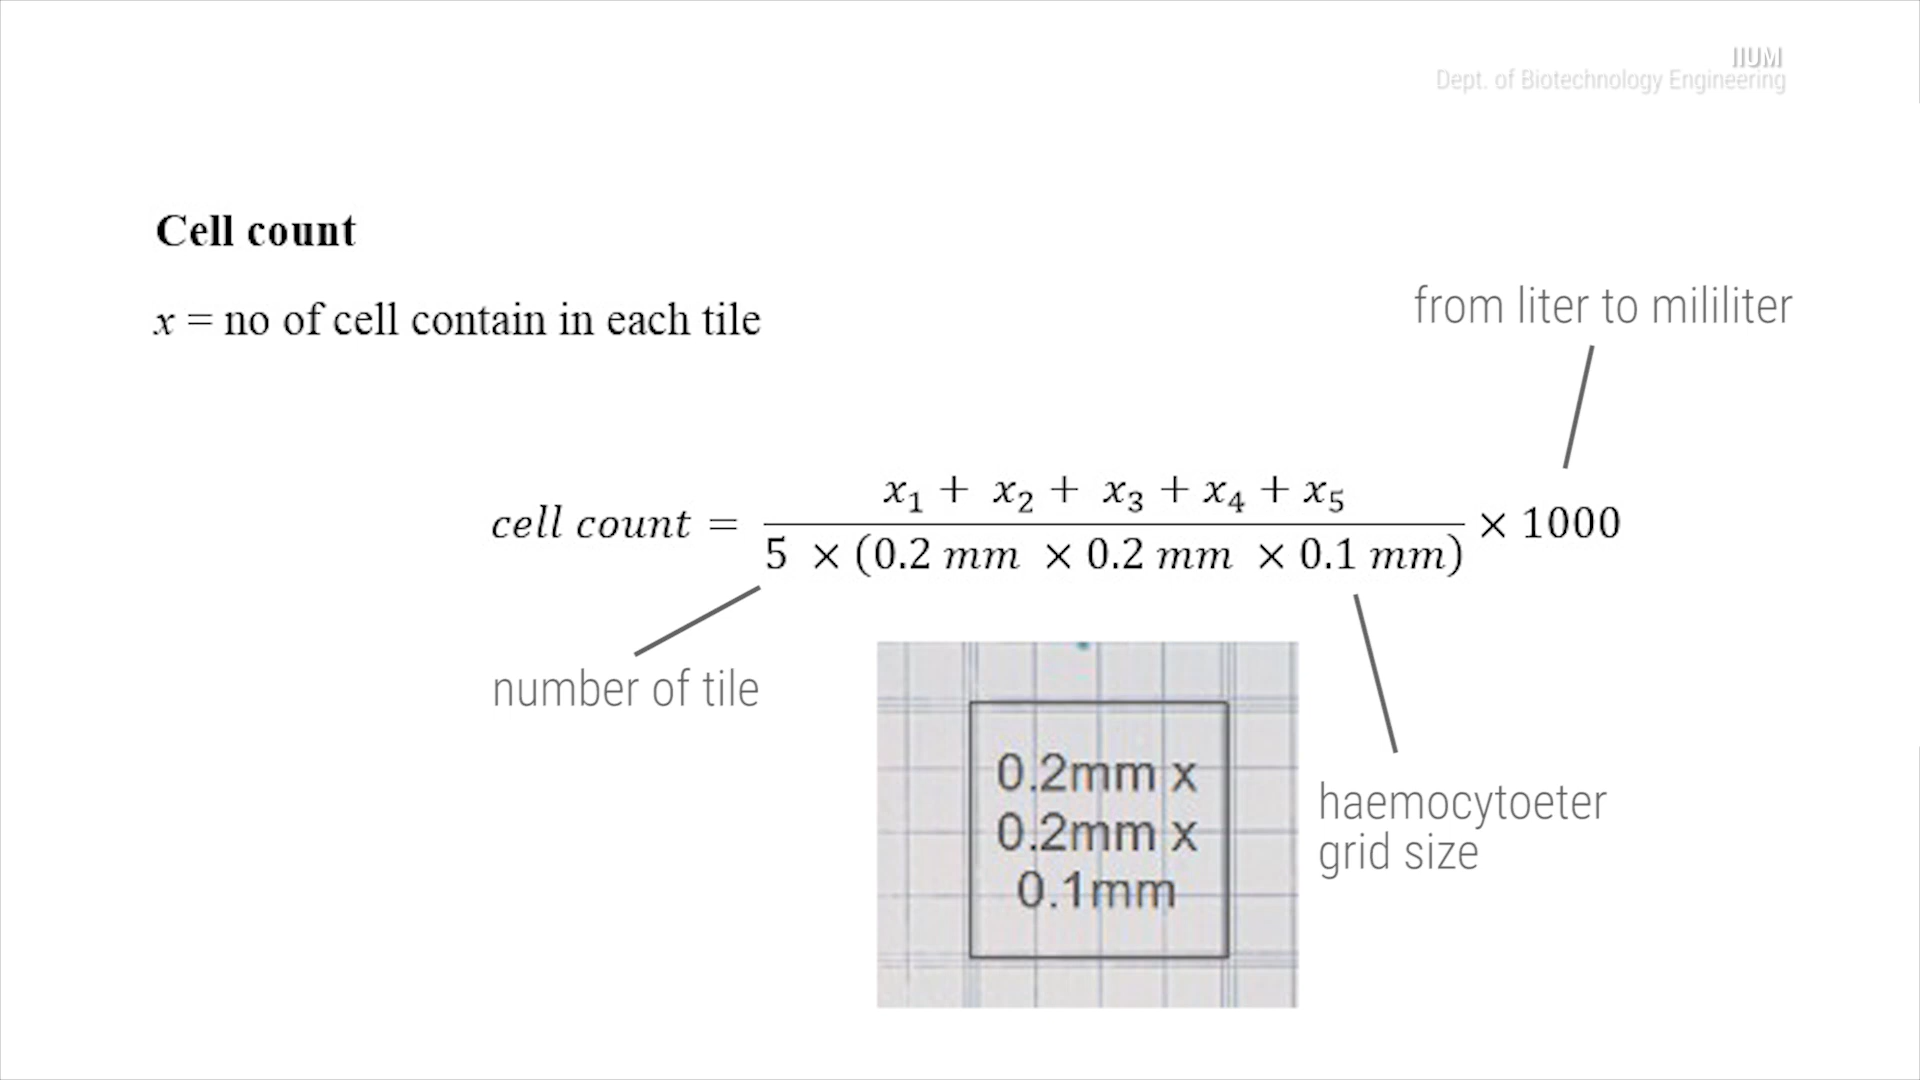 IIUM
Dept. of Biotechnology Engineering
Cell count
x = no of cell contain in each tile
from liter to mililiter
cell count = x₁ + x₂ + x₃ + x₄ + x₅ / 5 × (0.2 mm × 0.2 mm × 0.1 mm) × 1000
number of tile
0.2mm x
0.2mm x
0.1mm
haemocytoeter
grid size